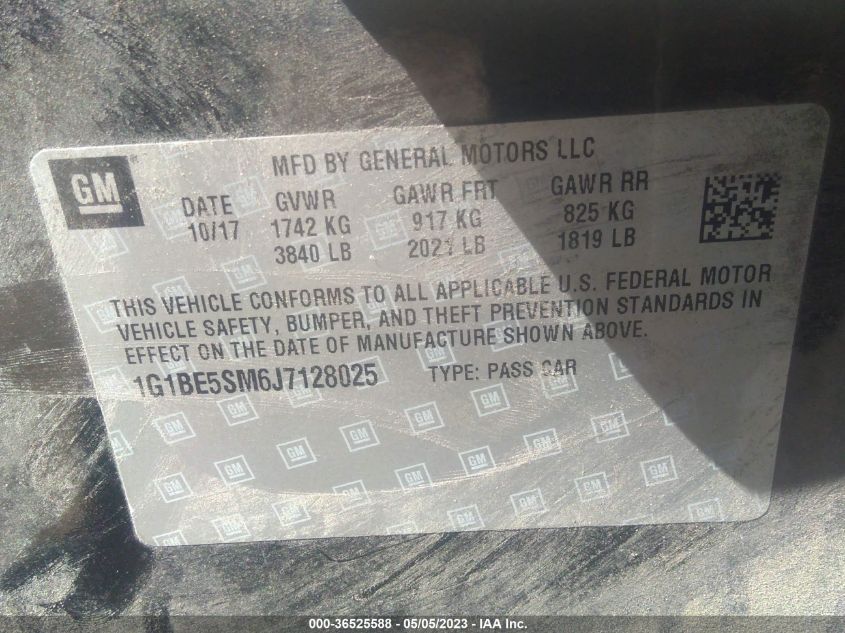 MFD BY GENERAL MOTORS LLC
GM
DATE GVWR GAWR FRT GAWR RR
10/17 1742 KG 917 KG 825 KG
3840 LB 2021 LB 1819 LB
THIS VEHICLE CONFORMS TO ALL APPLICABLE U.S. FEDERAL MOTOR
VEHICLE SAFETY, BUMPER, AND THEFT PREVENTION STANDARDS IN
EFFECT ON THE DATE OF MANUFACTURE SHOWN ABOVE.
1G1BE5SM6J7128025 TYPE: PASS CAR
000-36525588 - 05/05/2023 - IAA Inc.